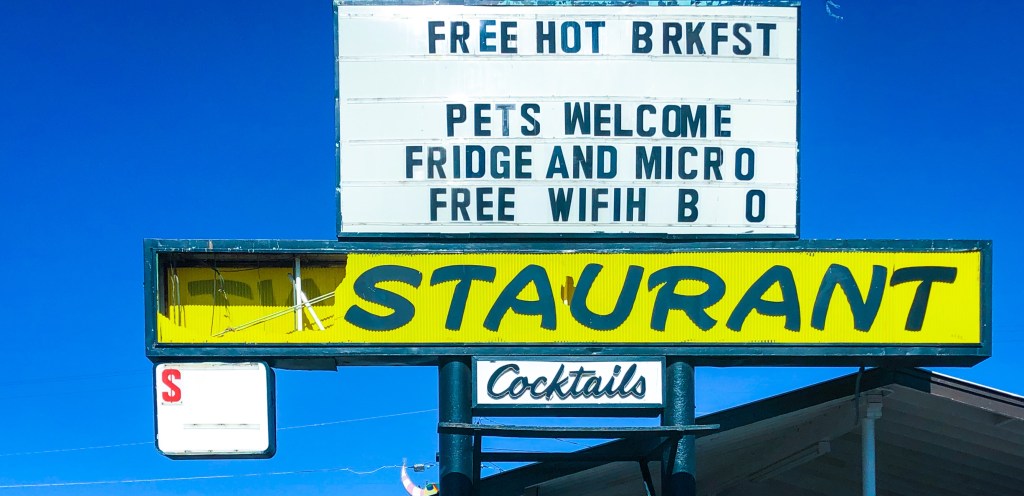 FREE HOT BRKFST
PETS WELCOME
FRIDGE AND MICRO
FREE WIFIH B O
STAURANT
S
Cocktails